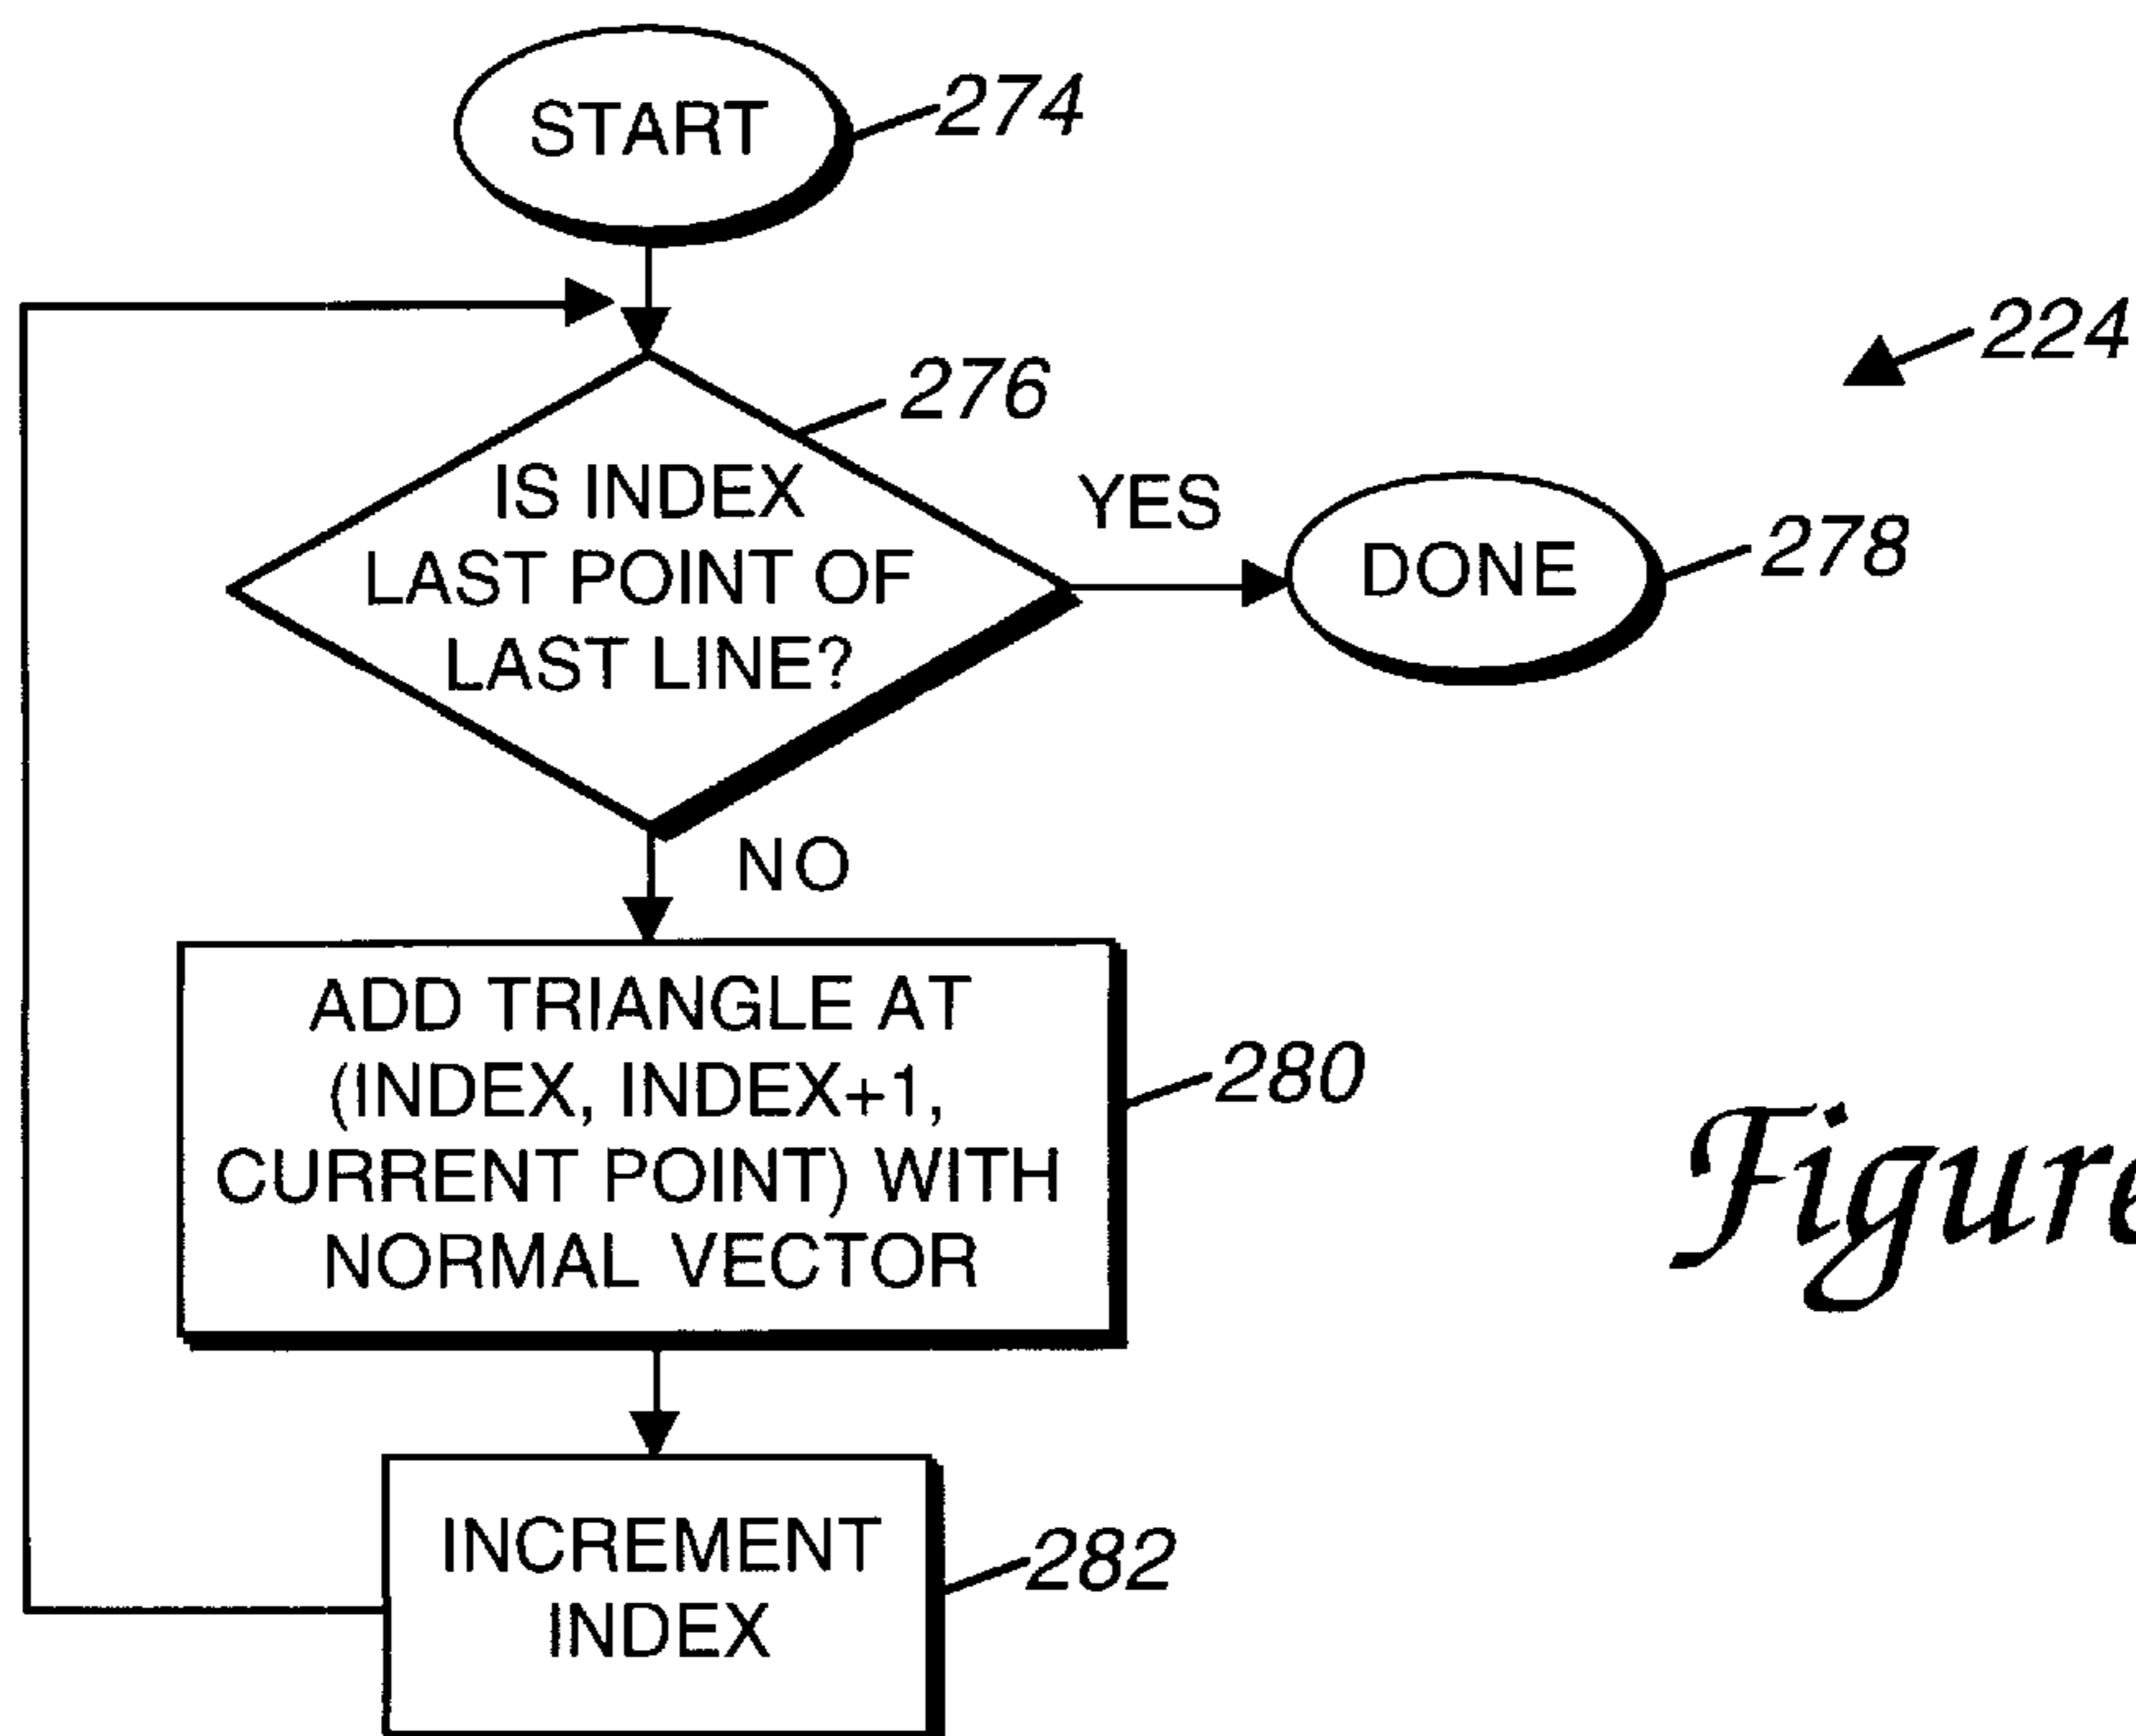 START
274
224
276
IS INDEX
LAST POINT OF
LAST LINE?
YES
DONE
278
NO
ADD TRIANGLE AT
(INDEX, INDEX+1,
CURRENT POINT) WITH
NORMAL VECTOR
280
Figure
INCREMENT
INDEX
282